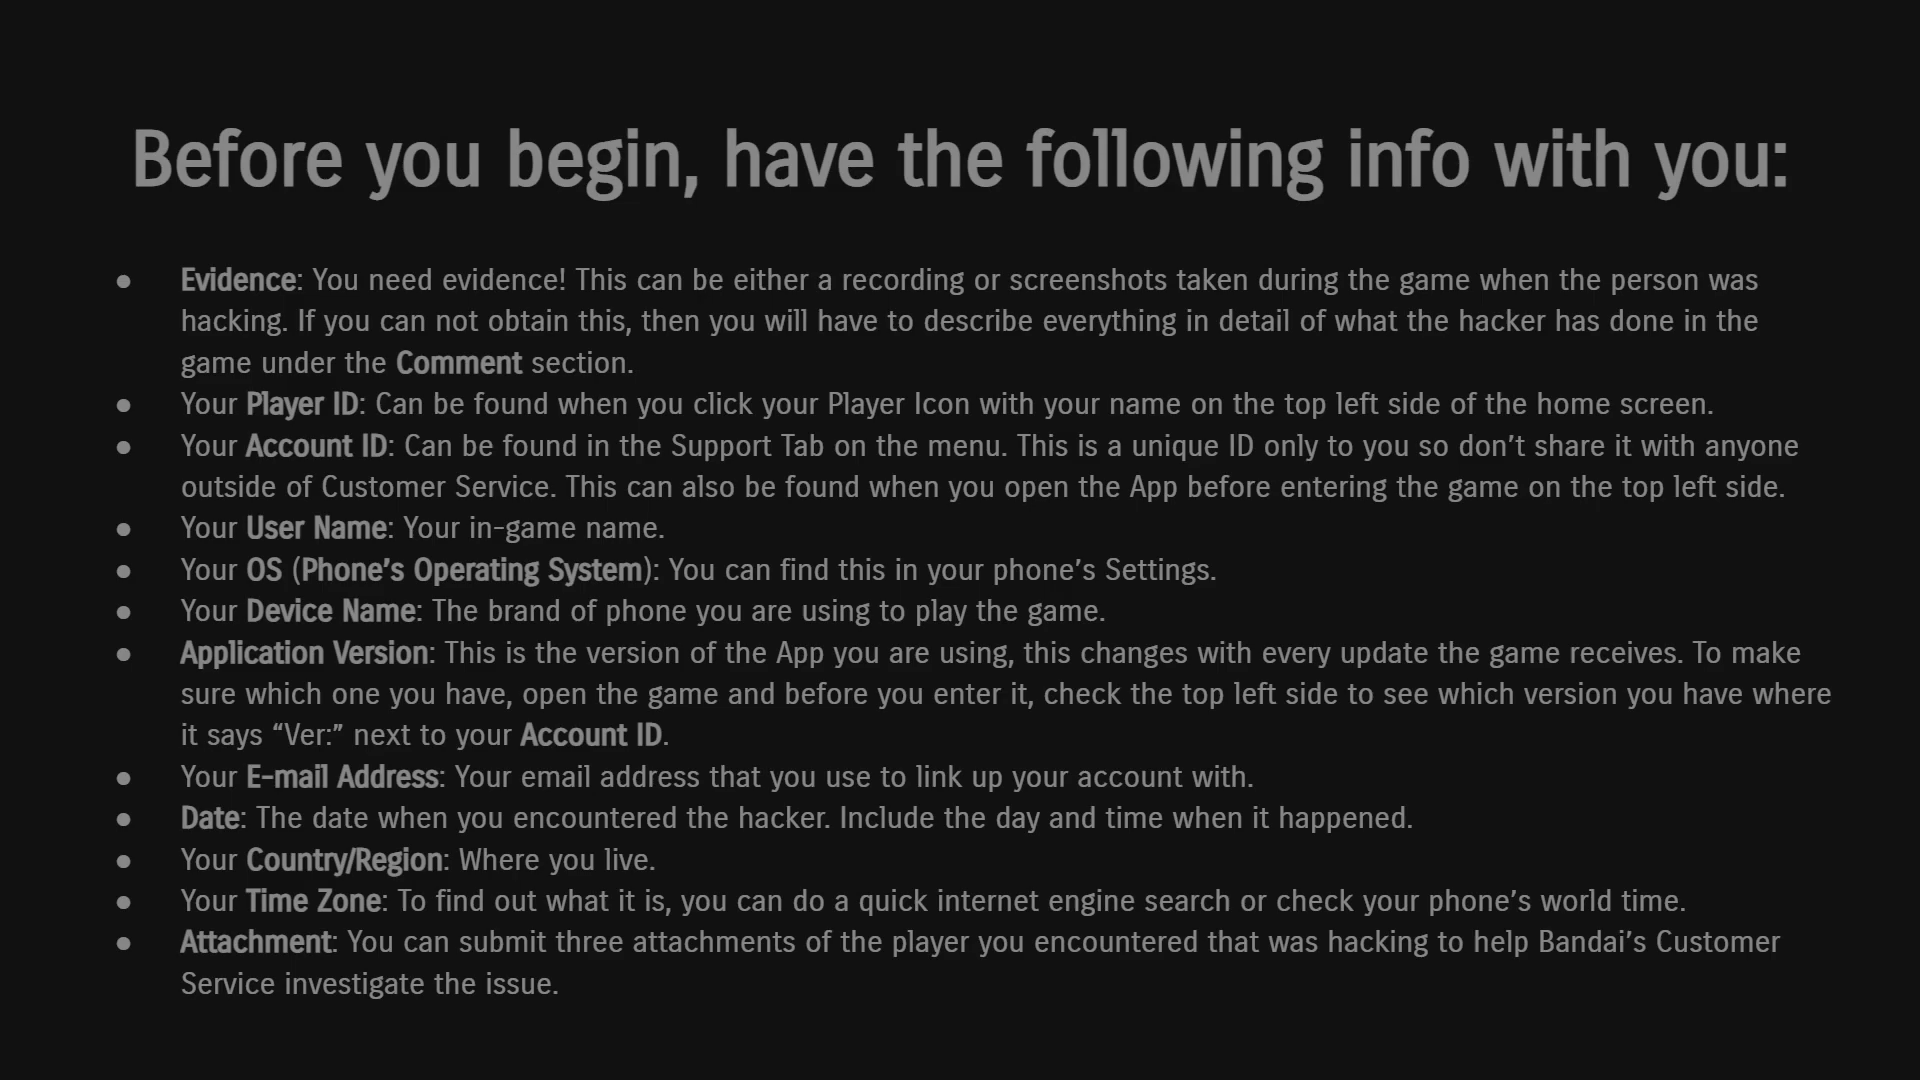 Before you begin, have the following info with you:
● Evidence: You need evidence! This can be either a recording or screenshots taken during the game when the person was
hacking. If you can not obtain this, then you will have to describe everything in detail of what the hacker has done in the
game under the Comment section.
● Your Player ID: Can be found when you click your Player Icon with your name on the top left side of the home screen.
● Your Account ID: Can be found in the Support Tab on the menu. This is a unique ID only to you so don’t share it with anyone
outside of Customer Service. This can also be found when you open the App before entering the game on the top left side.
● Your User Name: Your in-game name.
● Your OS (Phone’s Operating System): You can find this in your phone’s Settings.
● Your Device Name: The brand of phone you are using to play the game.
● Application Version: This is the version of the App you are using, this changes with every update the game receives. To make
sure which one you have, open the game and before you enter it, check the top left side to see which version you have where
it says “Ver:” next to your Account ID.
● Your E-mail Address: Your email address that you use to link up your account with.
● Date: The date when you encountered the hacker. Include the day and time when it happened.
● Your Country/Region: Where you live.
● Your Time Zone: To find out what it is, you can do a quick internet engine search or check your phone’s world time.
● Attachment: You can submit three attachments of the player you encountered that was hacking to help Bandai’s Customer
Service investigate the issue.